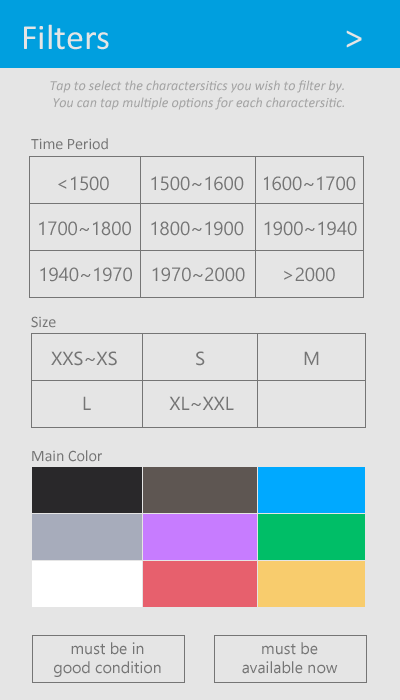 Filters >
Tap to select the charactersitics you wish to filter by.
You can tap multiple options for each charactersitic.
Time Period
<1500 1500~1600 1600~1700
1700~1800 1800~1900 1900~1940
1940~1970 1970~2000 >2000
Size
XXS~XS S M
L XL~XXL
Main Color
must be in must be
good condition available now